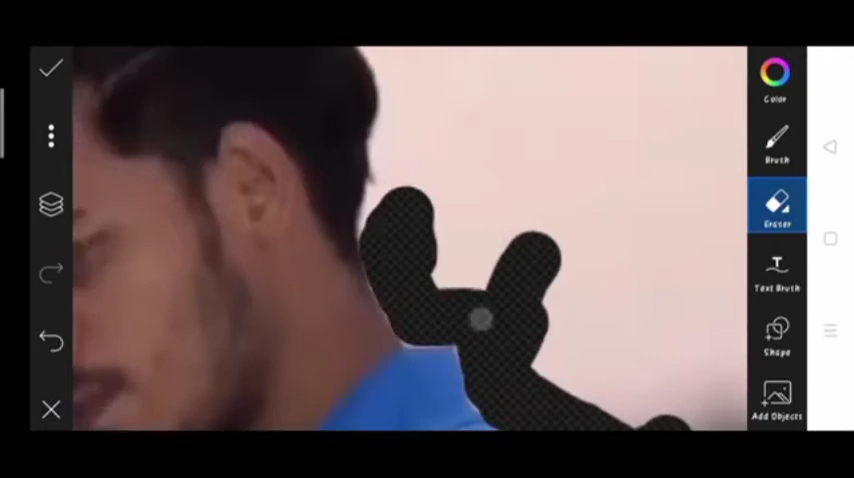 Color
Brush
Eraser
Text Brush
Shape
Add Objects